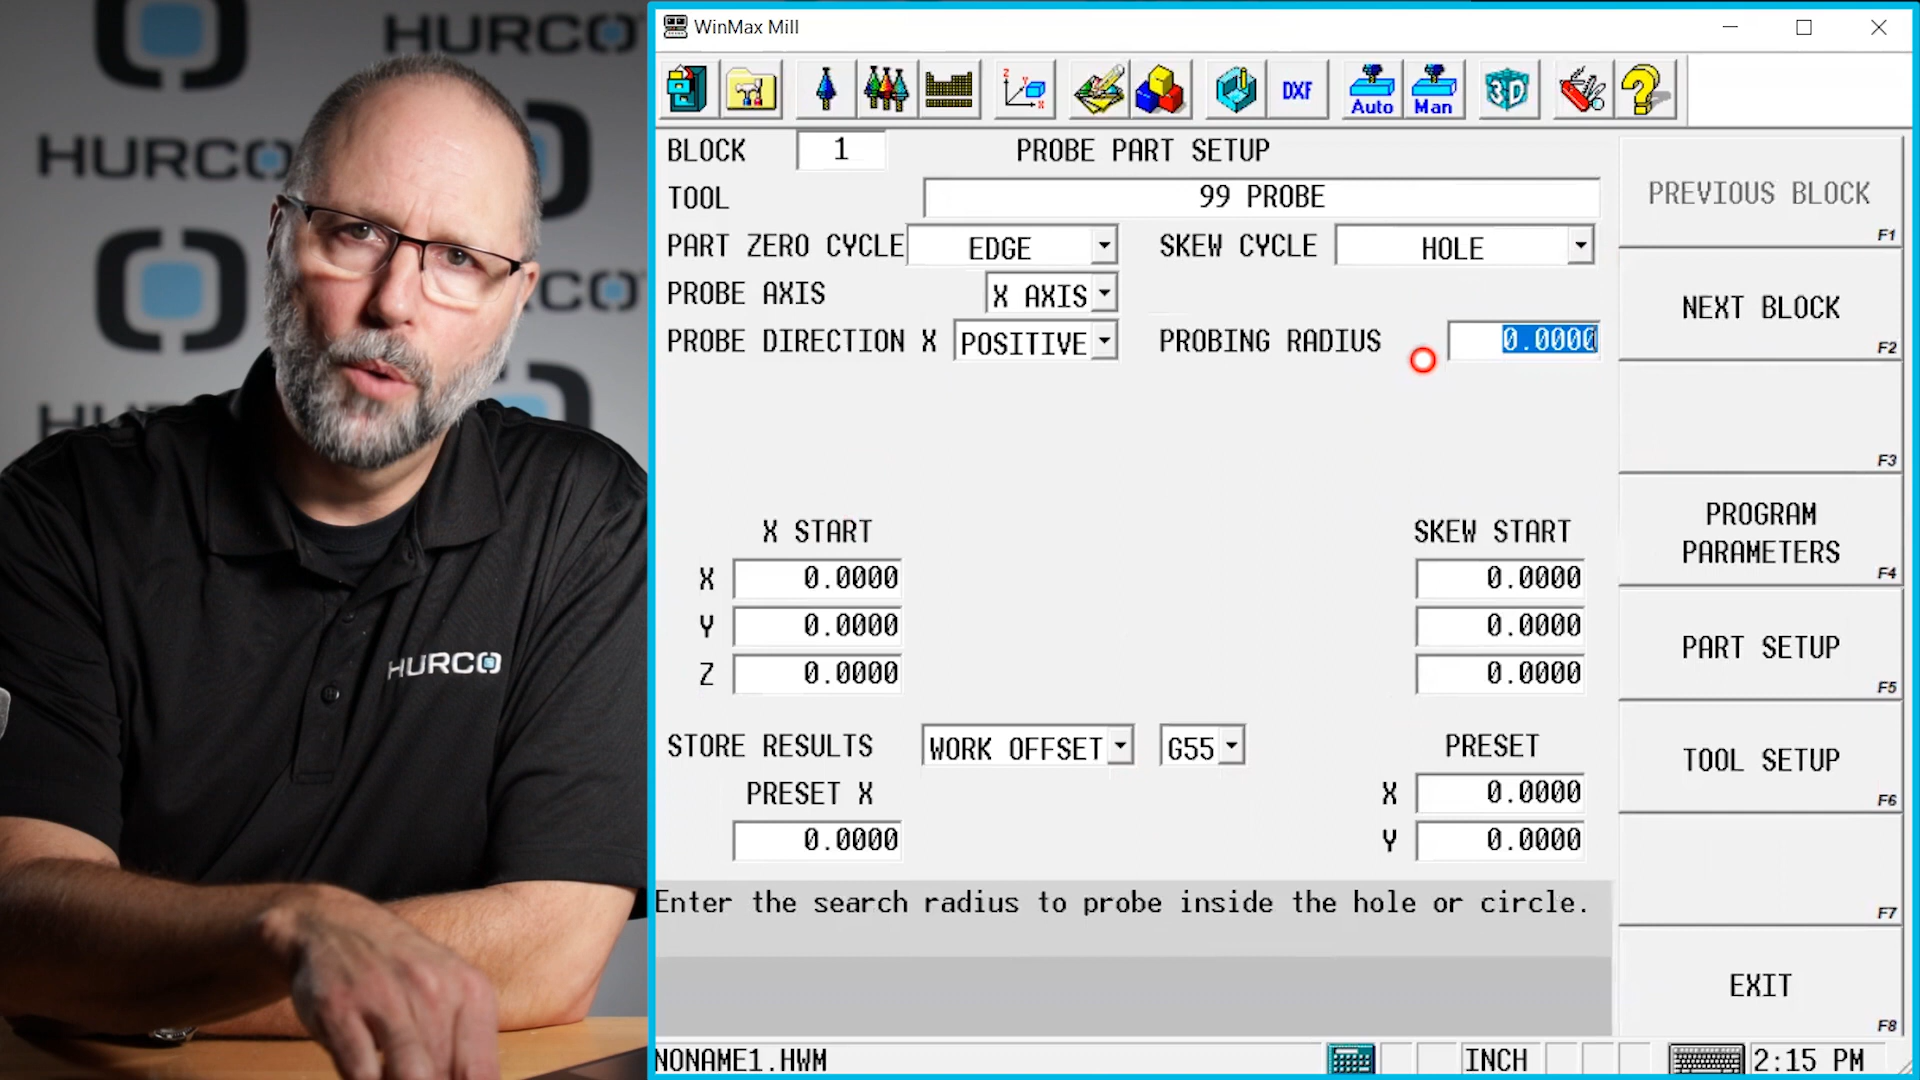 HURCO
HURCO
HURCO
WinMax Mill
DXF
Auto
Man
3D
BLOCK 1 PROBE PART SETUP
TOOL 99 PROBE
PART ZERO CYCLE EDGE SKEW CYCLE HOLE
PROBE AXIS X AXIS
PROBE DIRECTION X POSITIVE PROBING RADIUS 0.0000
X START SKEW START
X 0.0000 0.0000
Y 0.0000 0.0000
Z 0.0000 0.0000
STORE RESULTS WORK OFFSET G55 PRESET
PRESET X X 0.0000
0.0000 Y 0.0000
Enter the search radius to probe inside the hole or circle.
NONAME1.HWM INCH 2:15 PM
PREVIOUS BLOCK
F1
NEXT BLOCK
F2
F3
PROGRAM
PARAMETERS
F4
PART SETUP
F5
TOOL SETUP
F6
F7
EXIT
F8